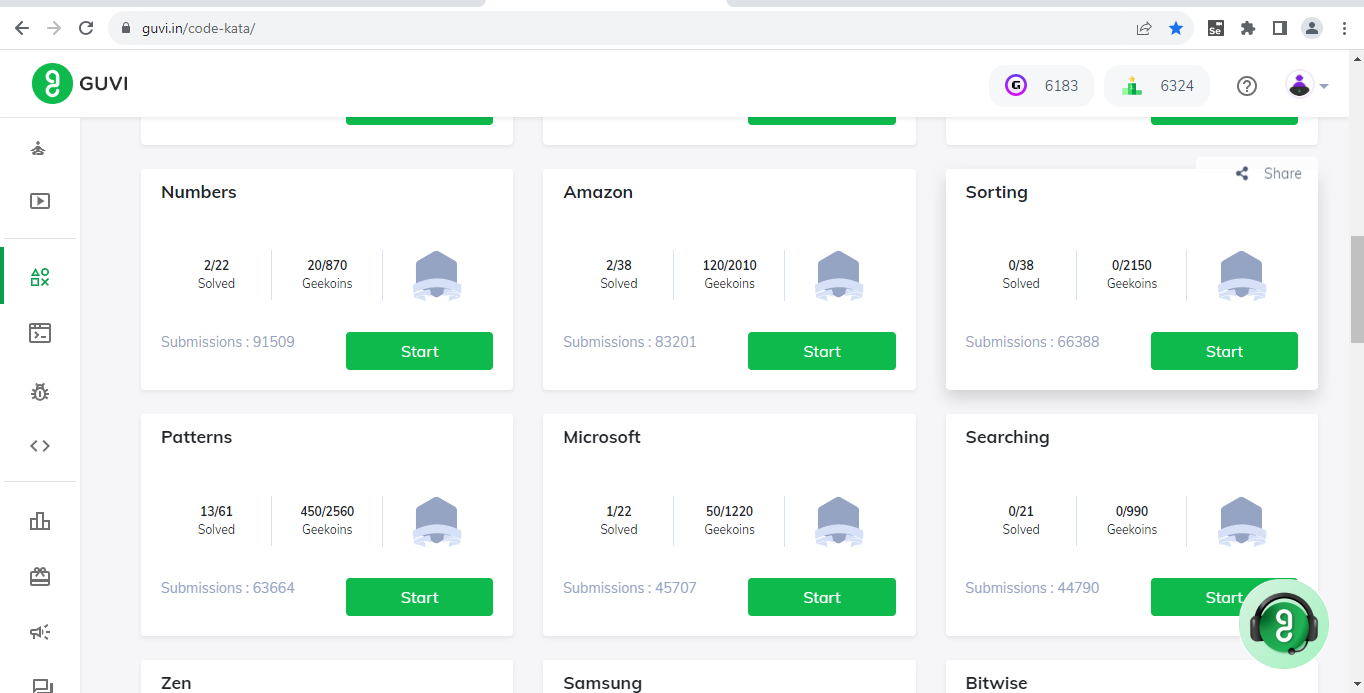 guvi.in/code-kata/
Se
GUVI
G
6183
6324
Share
Numbers
2/22
Solved
20/870
Geekoins
Submissions : 91509
Start
Amazon
2/38
Solved
120/2010
Geekoins
Submissions : 83201
Start
Sorting
0/38
Solved
0/2150
Geekoins
Submissions : 66388
Start
Patterns
13/61
Solved
450/2560
Geekoins
Submissions : 63664
Start
Microsoft
1/22
Solved
50/1220
Geekoins
Submissions : 45707
Start
Searching
0/21
Solved
0/990
Geekoins
Submissions : 44790
Start
Zen
Samsung
Bitwise